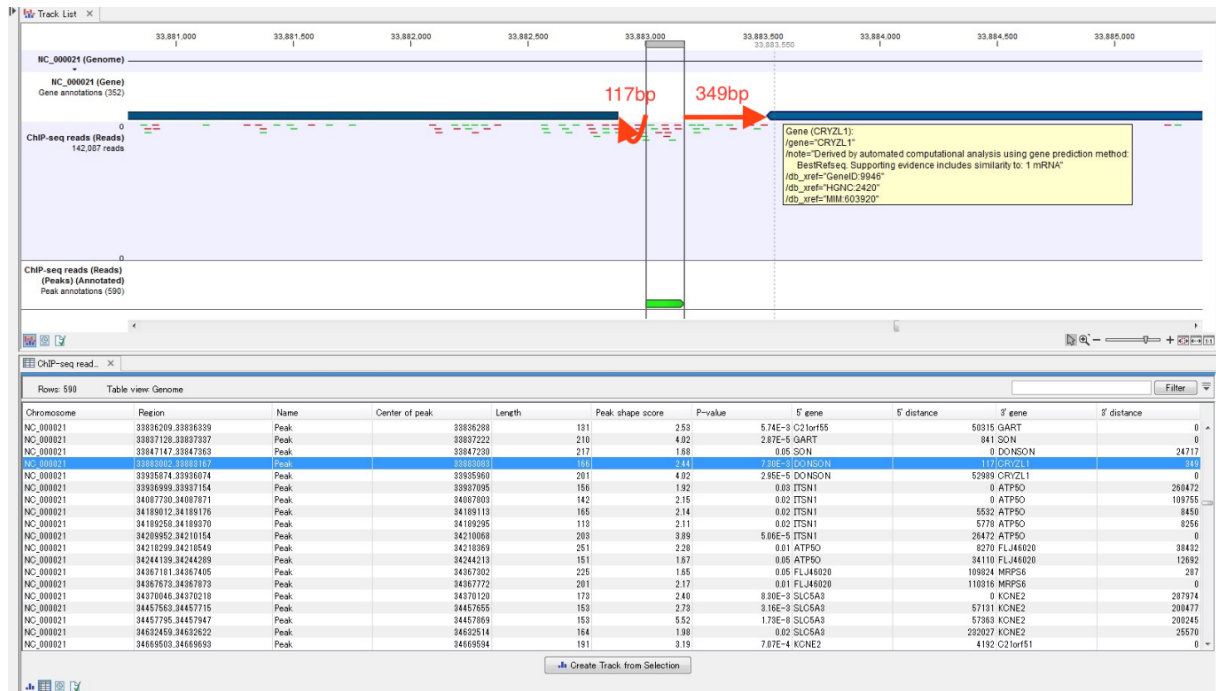 Track List
33,881,000 33,881,500 33,882,000 33,882,500 33,883,000 33,883,500 33,884,000 33,884,500 33,885,000
33,883,550
NC_000021 (Genome)
NC_000021 (Gene)
Gene annotations (352)
117bp 349bp
0
ChIP-seq reads (Reads)
142,087 reads
Gene (CRYZL1):
/gene="CRYZL1"
/note="Derived by automated computational analysis using gene prediction method:
BestRefseq. Supporting evidence includes similarity to: 1 mRNA"
/db_xref="GeneID:9946"
/db_xref="HGNC:2420"
/db_xref="MIM:603920"
0
ChIP-seq reads (Reads)
(Peaks) (Annotated)
Peak annotations (590)
ChIP-seq read...
Rows: 590 Table view: Genome Filter
Chromosome Region Name Center of peak Length Peak shape score P-value 5' gene 5' distance 3' gene 3' distance
NC_000021 33836209..33836339 Peak 33836288 131 2.53 5.74E-3 C21orf55 50315 GART 0
NC_000021 33837128..33837337 Peak 33837222 210 4.02 2.87E-5 GART 841 SON 0
NC_000021 33847147..33847363 Peak 33847230 217 1.68 0.05 SON 0 DONSON 24717
NC_000021 33883002..33883167 Peak 33883083 166 2.44 7.30E-3 DONSON 117 CRYZL1 349
NC_000021 33935874..33936074 Peak 33935960 201 4.02 2.95E-5 DONSON 52989 CRYZL1 0
NC_000021 33936999..33937154 Peak 33937095 156 1.92 0.03 ITSN1 0 ATP5O 260472
NC_000021 34087730..34087871 Peak 34087803 142 2.15 0.02 ITSN1 0 ATP5O 109755
NC_000021 34189012..34189176 Peak 34189113 165 2.14 0.02 ITSN1 5532 ATP5O 8450
NC_000021 34189258..34189370 Peak 34189295 113 2.11 0.02 ITSN1 5778 ATP5O 8256
NC_000021 34209952..34210154 Peak 34210068 203 3.89 5.06E-5 ITSN1 26472 ATP5O 0
NC_000021 34218299..34218549 Peak 34218369 251 2.28 0.01 ATP5O 8270 FLJ46020 38432
NC_000021 34244139..34244289 Peak 34244213 151 1.67 0.05 ATP5O 34110 FLJ46020 12692
NC_000021 34367181..34367405 Peak 34367302 225 1.65 0.05 FLJ46020 109824 MRPS6 287
NC_000021 34367673..34367873 Peak 34367772 201 2.17 0.01 FLJ46020 110316 MRPS6 0
NC_000021 34370046..34370218 Peak 34370120 173 2.40 8.30E-3 SLC5A3 0 KCNE2 287974
NC_000021 34457563..34457715 Peak 34457655 153 2.73 3.16E-3 SLC5A3 57131 KCNE2 200477
NC_000021 34457795..34457947 Peak 34457869 153 5.52 1.73E-8 SLC5A3 57363 KCNE2 200245
NC_000021 34632459..34632622 Peak 34632514 164 1.98 0.02 SLC5A3 232027 KCNE2 25570
NC_000021 34669503..34669693 Peak 34669594 191 3.19 7.07E-4 KCNE2 4192 C21orf51 0
Create Track from Selection